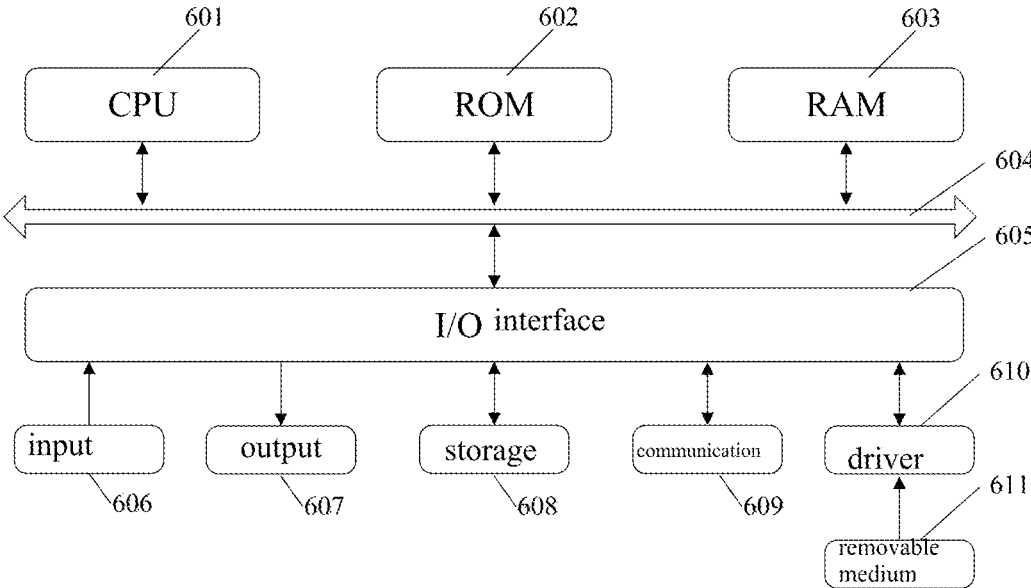 601
602
603
CPU
ROM
RAM
604
605
I/O interface
610
input
output
storage
communication
driver
606
607
608
609
611
removable
medium